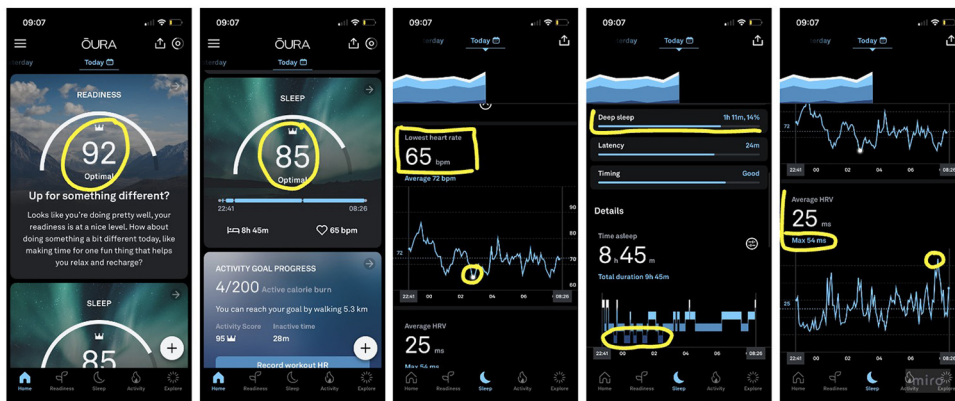 09:07
ŌURA
terday
Today
READINESS
92
Optimal
Up for something different?
Looks like you're doing pretty well, your
readiness is at a nice level. How about
doing something a bit different today, like
making time for one fun thing that helps
you relax and recharge?
SLEEP
85
Home
Readiness
Sleep
Activity
Explore
09:07
ŌURA
Today
SLEEP
85
Optimal
22:41
08:26
8h 45m
65 bpm
ACTIVITY GOAL PROGRESS
4/200 Active calorie burn
You can reach your goal by walking 5.3 km
Activity Score
Inactive time
95
28m
Record workout HR
Home
Readiness
Sleep
Activity
Explore
09:07
terday
Today
Lowest heart rate
65 bpm
Average 72 bpm
90
80
72
70
60
22:41
00
02
04
06
08:26
Average HRV
25 ms
Max 54 ms
Home
Readiness
Sleep
Activity
Explore
09:07
terday
Today
Deep sleep
1h 11m, 14%
Latency
24m
Timing
Good
Details
Time asleep
8h 45m
Total duration 9h 45m
22:41
00
02
04
06
08:26
Home
Readiness
Sleep
Activity
Explore
09:07
terday
Today
72
22:41
00
02
04
06
08:26
Average HRV
25 ms
Max 54 ms
25
22:41
00
02
04
06
08:26
miro
Home
Readiness
Sleep
Activity
Explore